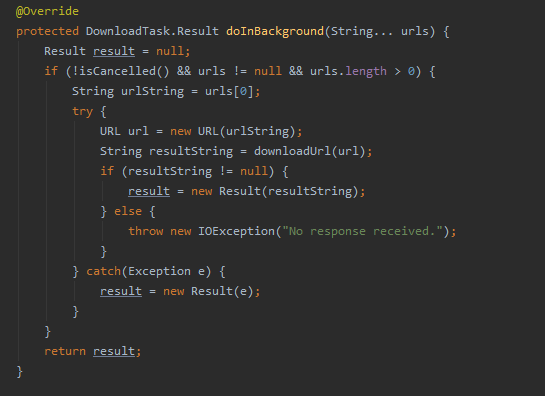 @Override
protected DownloadTask.Result doInBackground(String... urls) {
    Result result = null;
    if (!isCancelled() && urls != null && urls.length > 0) {
        String urlString = urls[0];
        try {
            URL url = new URL(urlString);
            String resultString = downloadUrl(url);
            if (resultString != null) {
                result = new Result(resultString);
            } else {
                throw new IOException("No response received.");
            }
        } catch(Exception e) {
            result = new Result(e);
        }
    }
    return result;
}